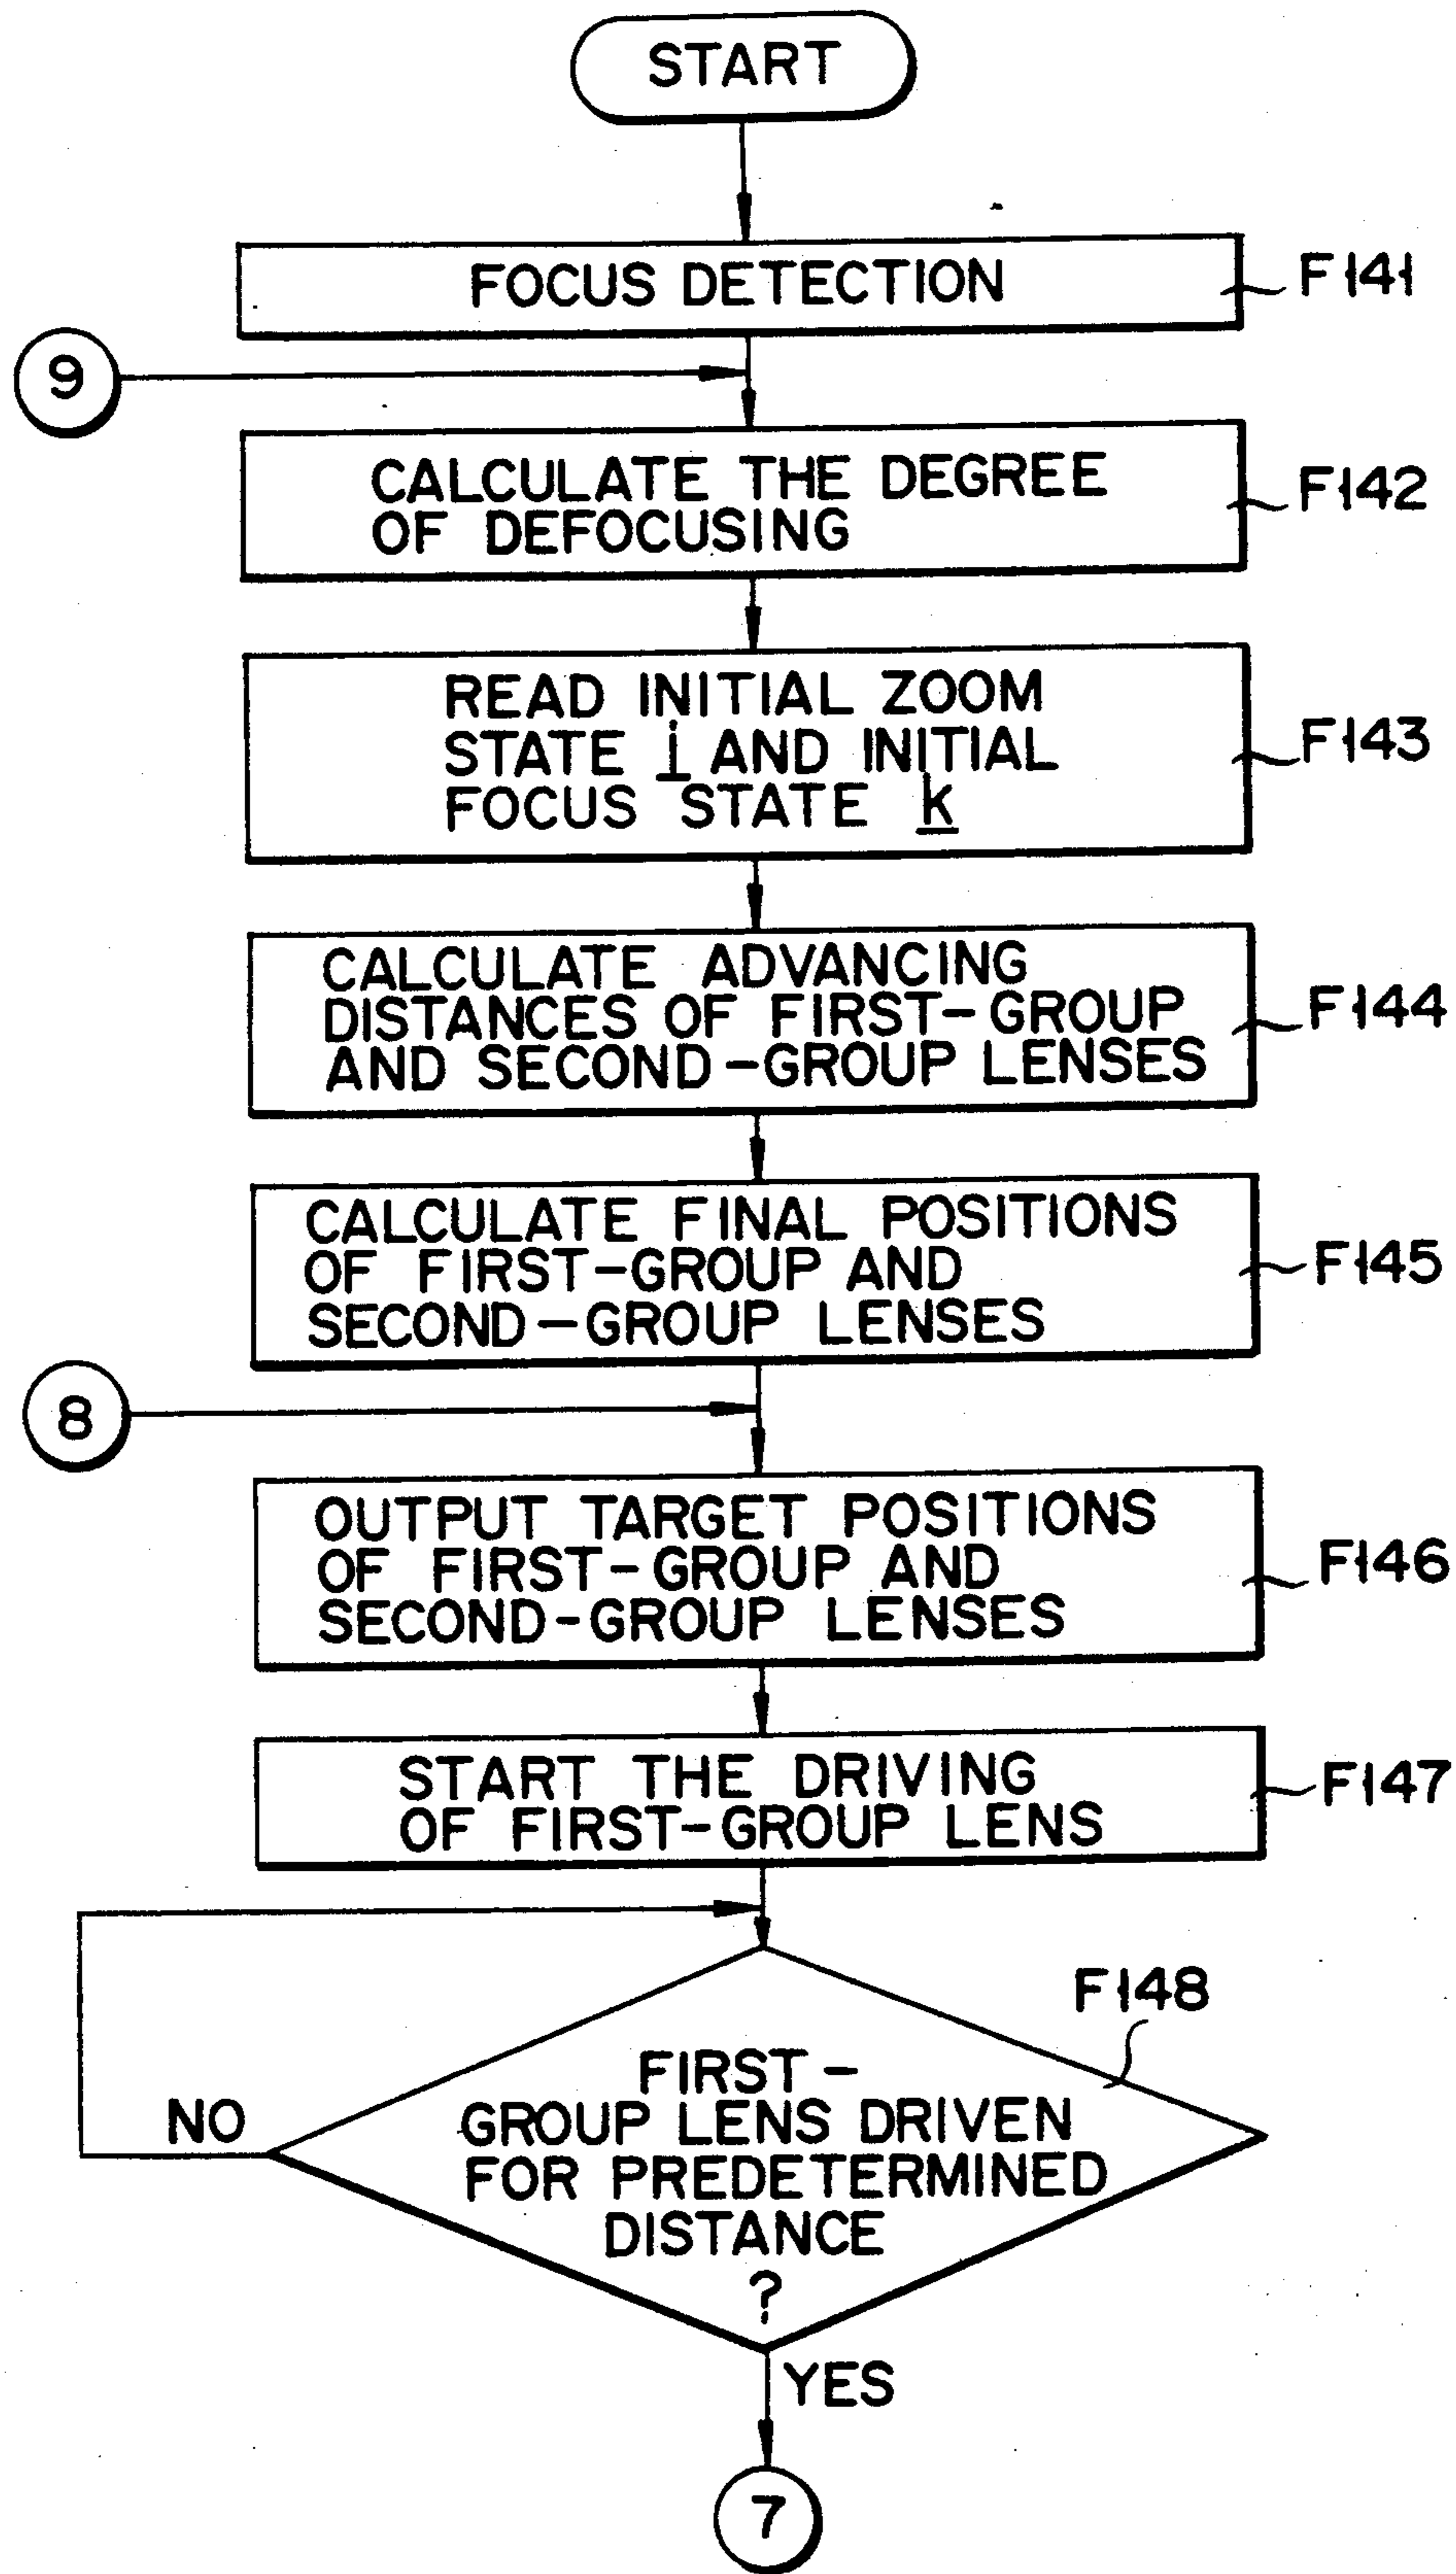 START
FOCUS DETECTION
F141
9
CALCULATE THE DEGREE
OF DEFOCUSING
F142
READ INITIAL ZOOM
STATE i AND INITIAL
FOCUS STATE k
F143
CALCULATE ADVANCING
DISTANCES OF FIRST-GROUP
AND SECOND-GROUP LENSES
F144
CALCULATE FINAL POSITIONS
OF FIRST-GROUP AND
SECOND-GROUP LENSES
F145
8
OUTPUT TARGET POSITIONS
OF FIRST-GROUP AND
SECOND-GROUP LENSES
F146
START THE DRIVING
OF FIRST-GROUP LENS
F147
F148
FIRST-
GROUP LENS DRIVEN
FOR PREDETERMINED
DISTANCE
?
NO
YES
7